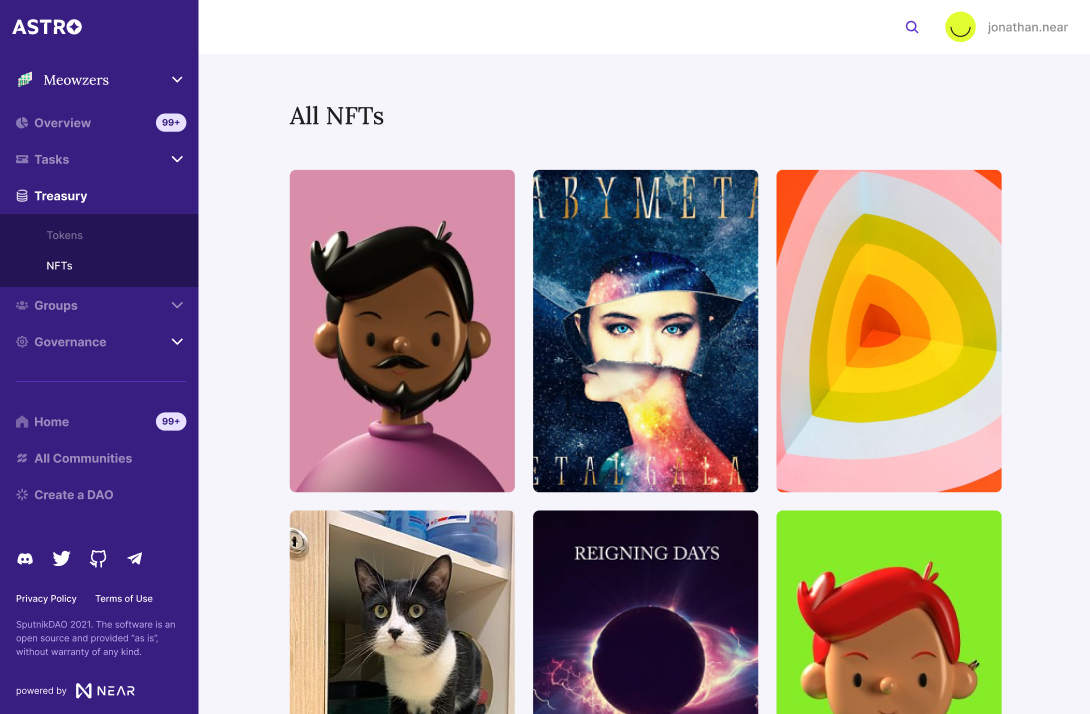 ASTRO
jonathan.near
Meowzers
Overview 99+
Tasks
Treasury
Tokens
NFTs
Groups
Governance
Home 99+
All Communities
Create a DAO
Privacy Policy Terms of Use
SputnikDAO 2021. The software is an
open source and provided “as is”,
without warranty of any kind.
powered by NEAR
All NFTs
ABYMETA
ETAL GALA
REIGNING DAYS